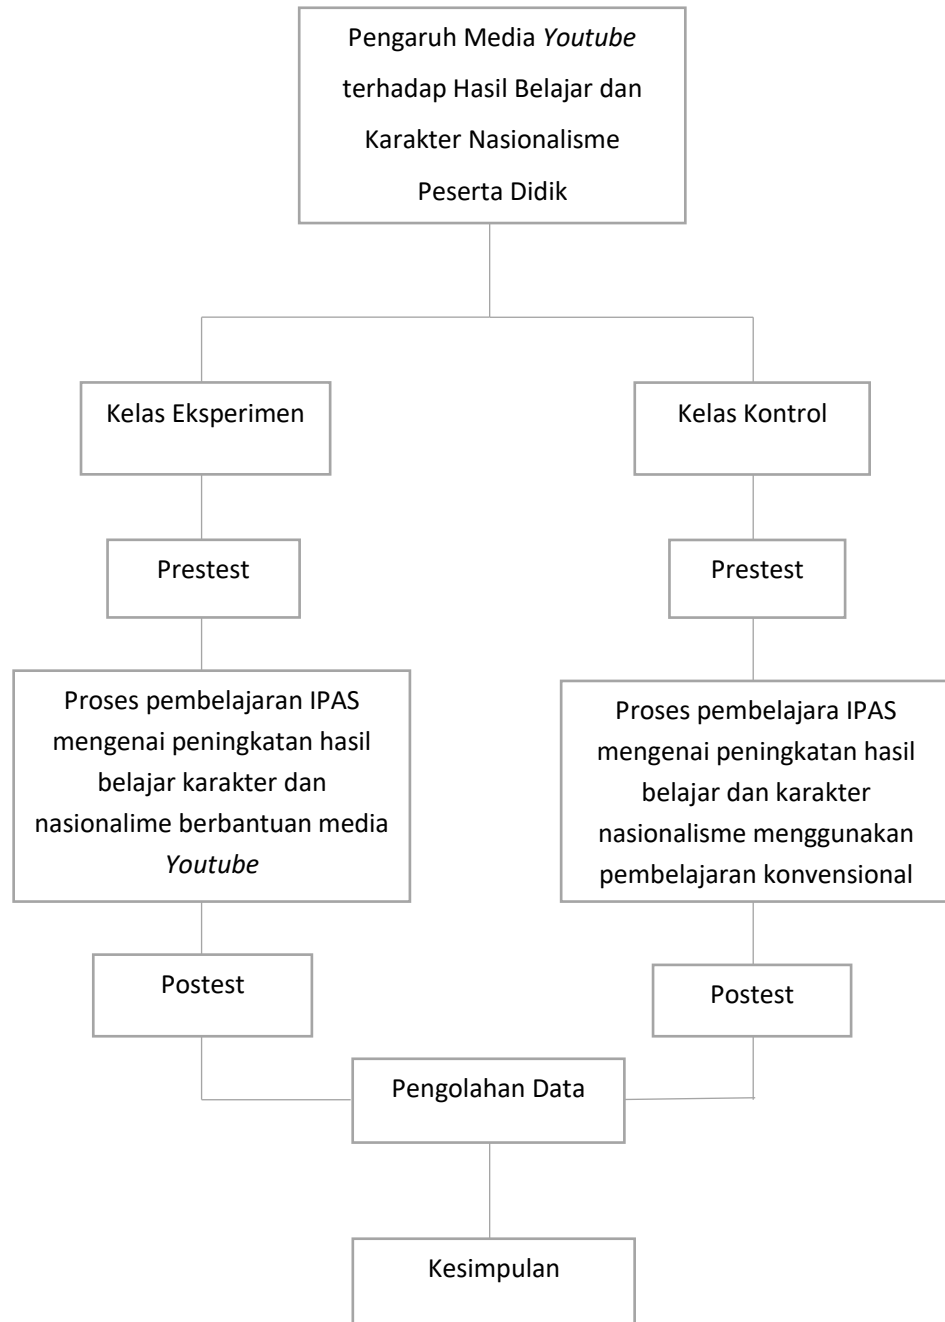 Pengaruh Media Youtube
terhadap Hasil Belajar dan
Karakter Nasionalisme
Peserta Didik
Kelas Eksperimen
Kelas Kontrol
Prestest
Prestest
Proses pembelajaran IPAS
mengenai peningkatan hasil
belajar karakter dan
nasionalime berbantuan media
Youtube
Proses pembelajara IPAS
mengenai peningkatan hasil
belajar dan karakter
nasionalisme menggunakan
pembelajaran konvensional
Postest
Postest
Pengolahan Data
Kesimpulan